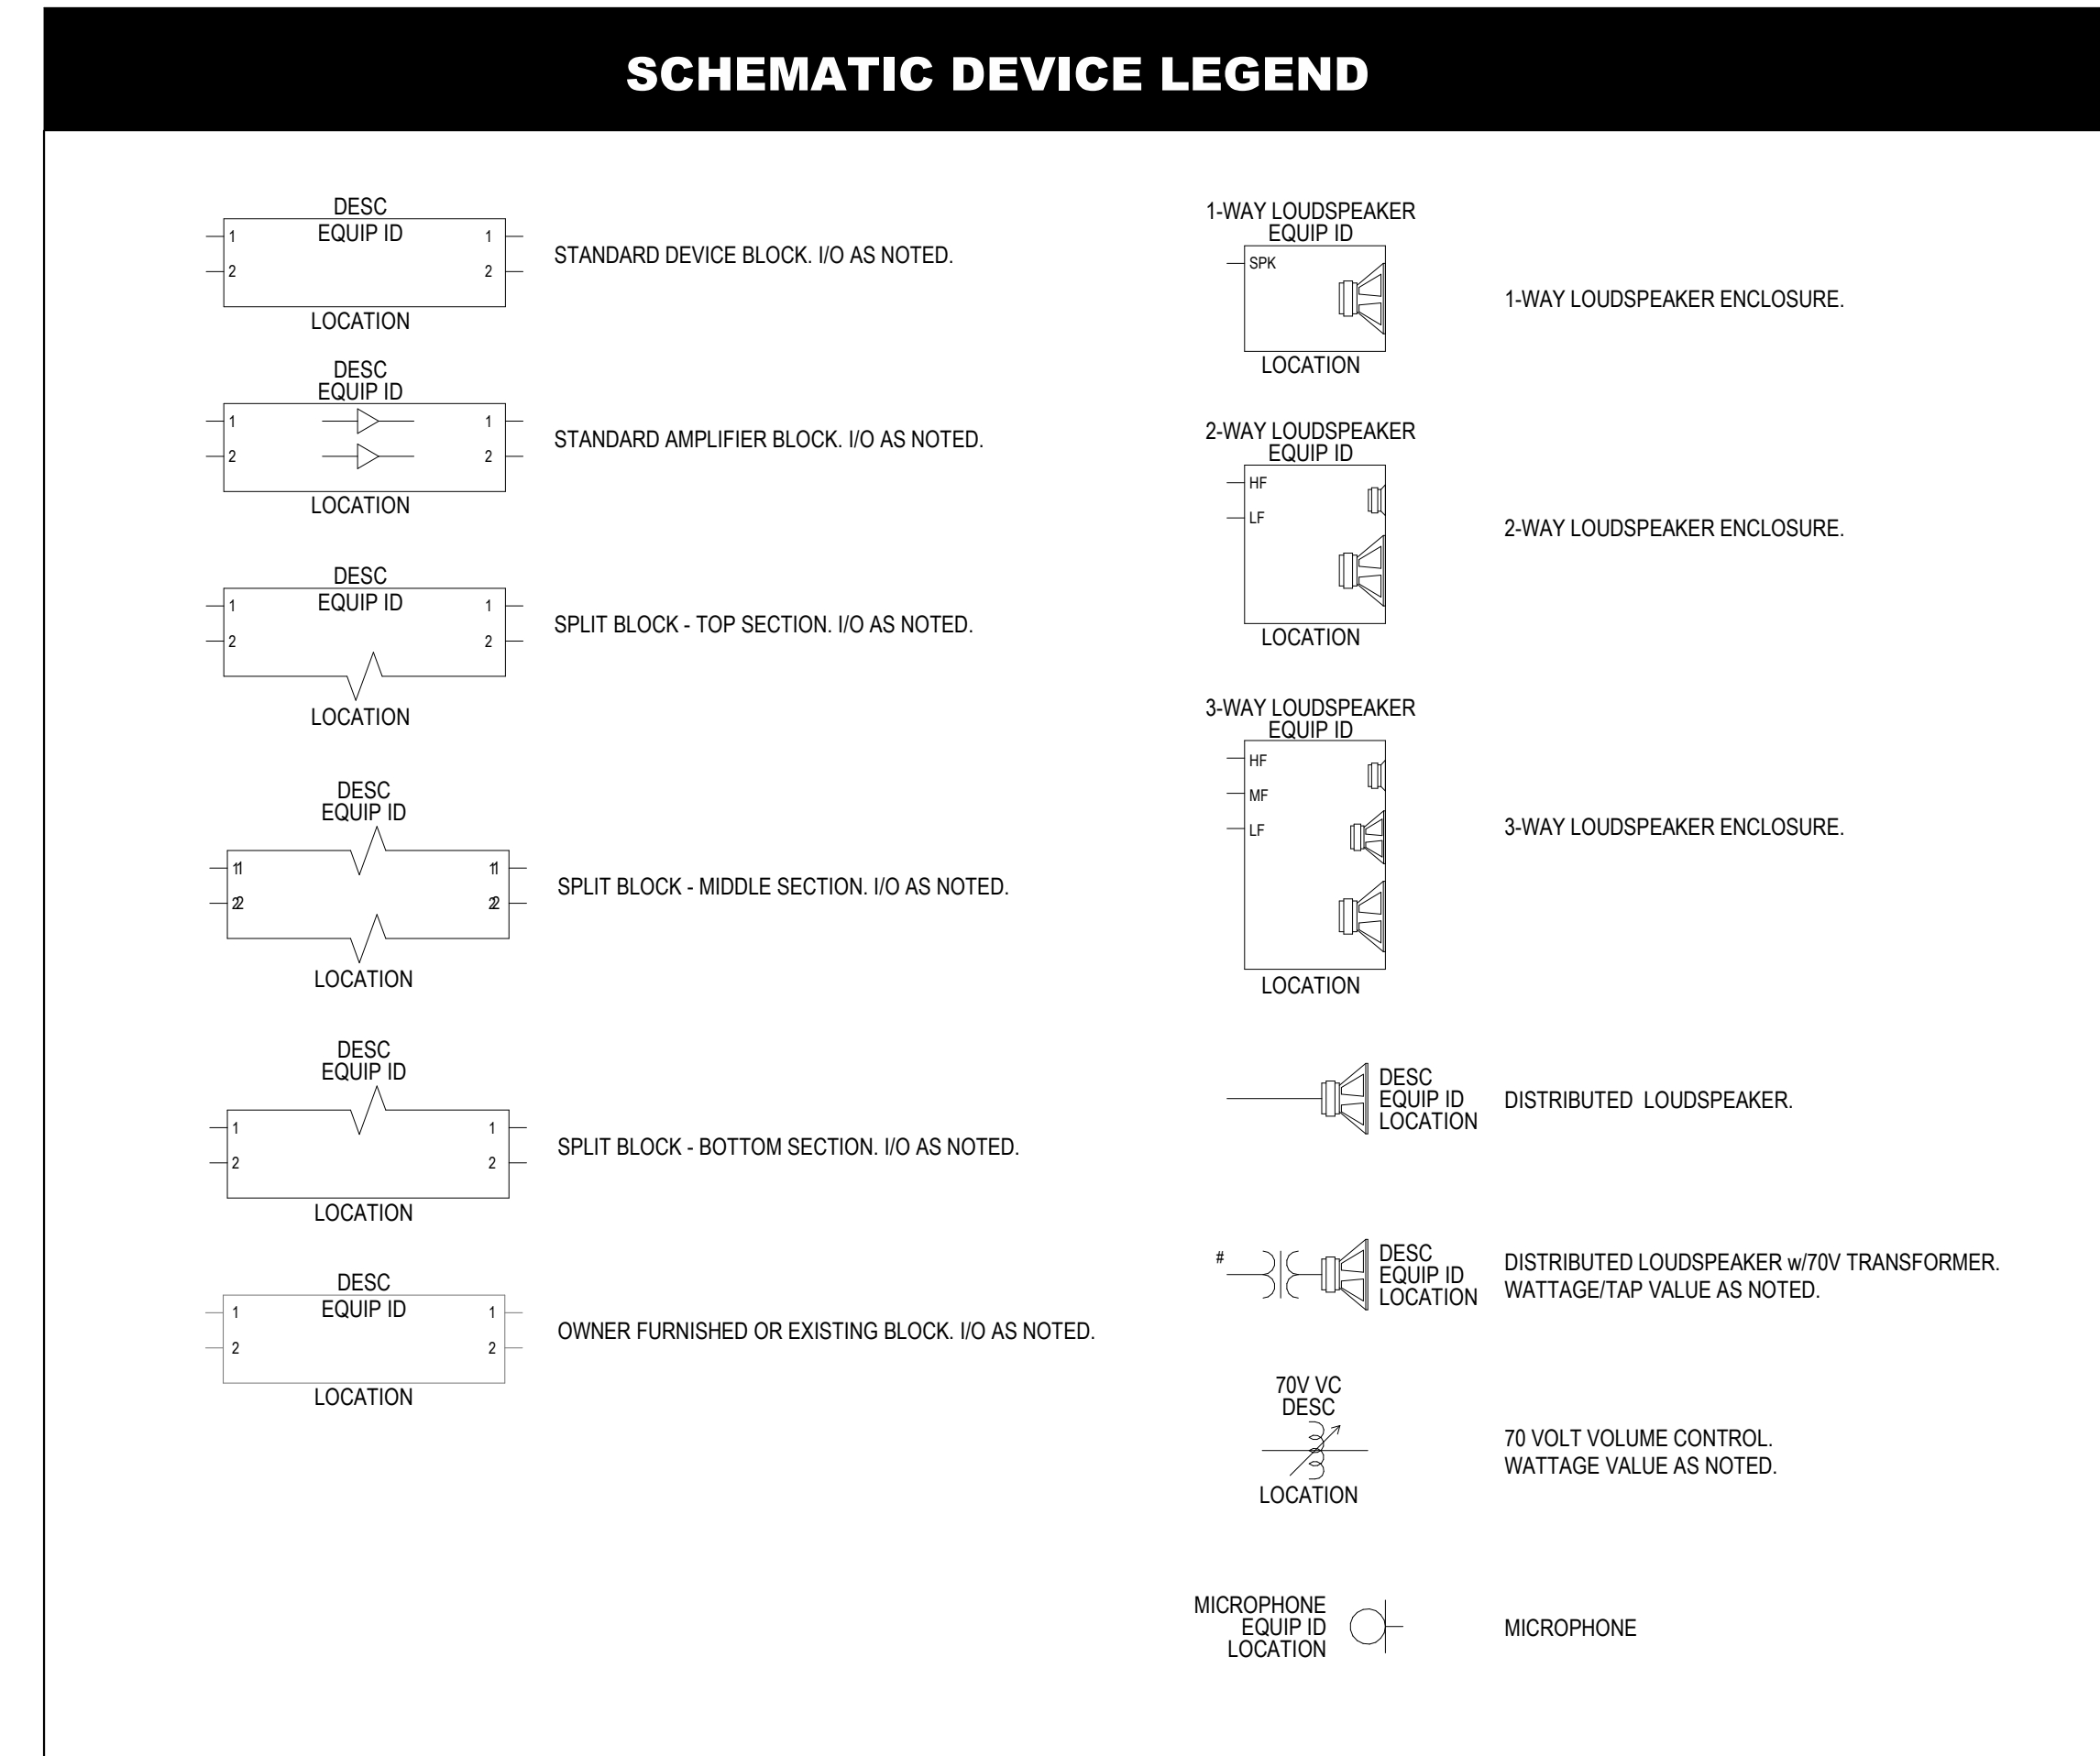 SCHEMATIC DEVICE LEGEND
DESC
EQUIP ID
1 1
2 2
LOCATION
STANDARD DEVICE BLOCK. I/O AS NOTED.
DESC
EQUIP ID
1 1
2 2
LOCATION
STANDARD AMPLIFIER BLOCK. I/O AS NOTED.
DESC
EQUIP ID
1 1
2 2
LOCATION
SPLIT BLOCK - TOP SECTION. I/O AS NOTED.
DESC
EQUIP ID
11 11
22 22
LOCATION
SPLIT BLOCK - MIDDLE SECTION. I/O AS NOTED.
DESC
EQUIP ID
1 1
2 2
LOCATION
SPLIT BLOCK - BOTTOM SECTION. I/O AS NOTED.
DESC
EQUIP ID
1 1
2 2
LOCATION
OWNER FURNISHED OR EXISTING BLOCK. I/O AS NOTED.
1-WAY LOUDSPEAKER
EQUIP ID
SPK
LOCATION
1-WAY LOUDSPEAKER ENCLOSURE.
2-WAY LOUDSPEAKER
EQUIP ID
HF
LF
LOCATION
2-WAY LOUDSPEAKER ENCLOSURE.
3-WAY LOUDSPEAKER
EQUIP ID
HF
MF
LF
LOCATION
3-WAY LOUDSPEAKER ENCLOSURE.
DESC
EQUIP ID
LOCATION
DISTRIBUTED LOUDSPEAKER.
#
DESC
EQUIP ID
LOCATION
DISTRIBUTED LOUDSPEAKER w/70V TRANSFORMER.
WATTAGE/TAP VALUE AS NOTED.
70V VC
DESC
LOCATION
70 VOLT VOLUME CONTROL.
WATTAGE VALUE AS NOTED.
MICROPHONE
EQUIP ID
LOCATION
MICROPHONE